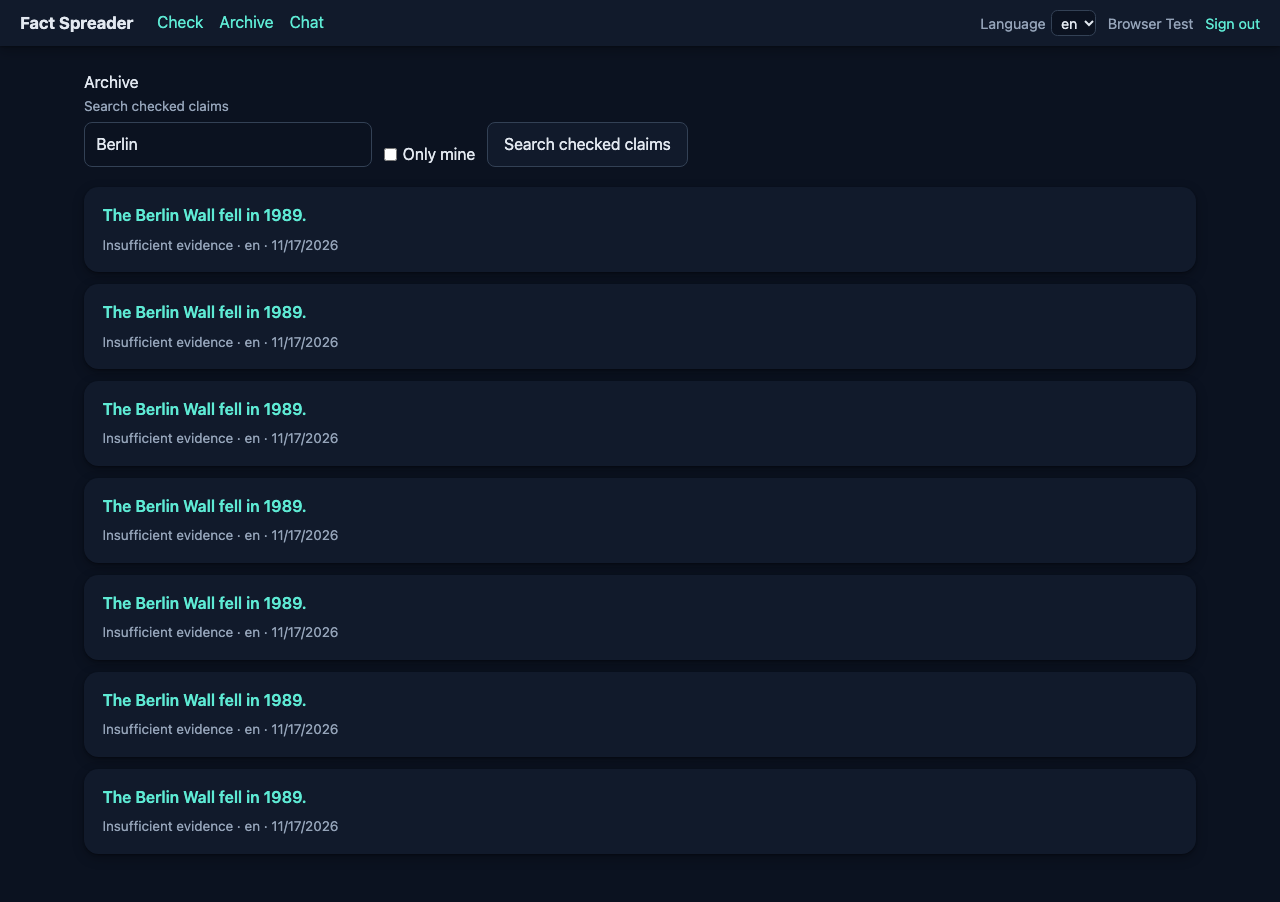 Fact Spreader Check Archive Chat Language en Browser Test Sign out
Archive
Search checked claims
Berlin Only mine Search checked claims
The Berlin Wall fell in 1989.
Insufficient evidence · en · 11/17/2026
The Berlin Wall fell in 1989.
Insufficient evidence · en · 11/17/2026
The Berlin Wall fell in 1989.
Insufficient evidence · en · 11/17/2026
The Berlin Wall fell in 1989.
Insufficient evidence · en · 11/17/2026
The Berlin Wall fell in 1989.
Insufficient evidence · en · 11/17/2026
The Berlin Wall fell in 1989.
Insufficient evidence · en · 11/17/2026
The Berlin Wall fell in 1989.
Insufficient evidence · en · 11/17/2026